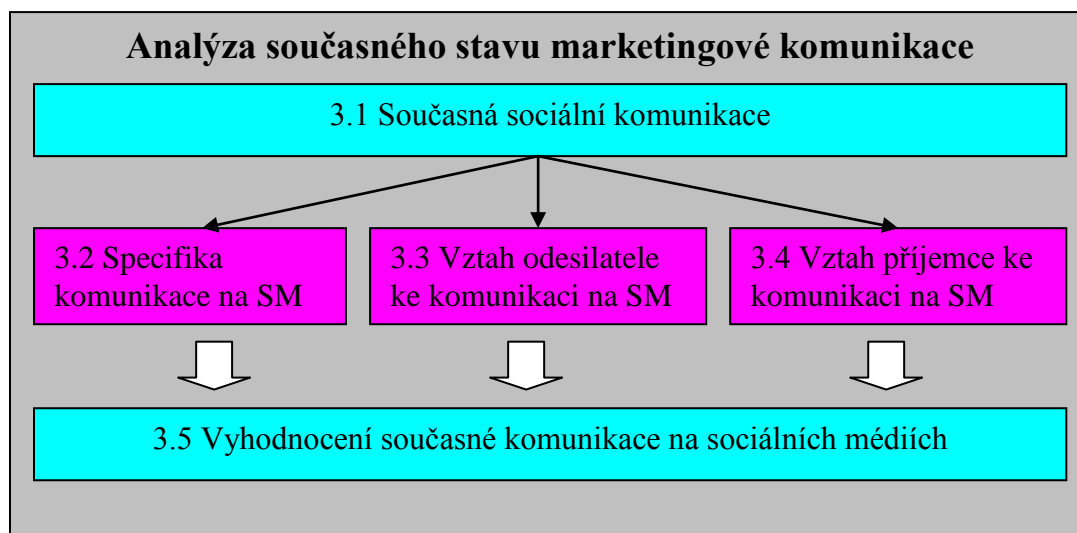 Analýza současného stavu marketingové komunikace
3.1 Současná sociální komunikace
3.2 Specifika
komunikace na SM
3.3 Vztah odesilatele
ke komunikaci na SM
3.4 Vztah příjemce ke
komunikaci na SM
3.5 Vyhodnocení současné komunikace na sociálních médiích